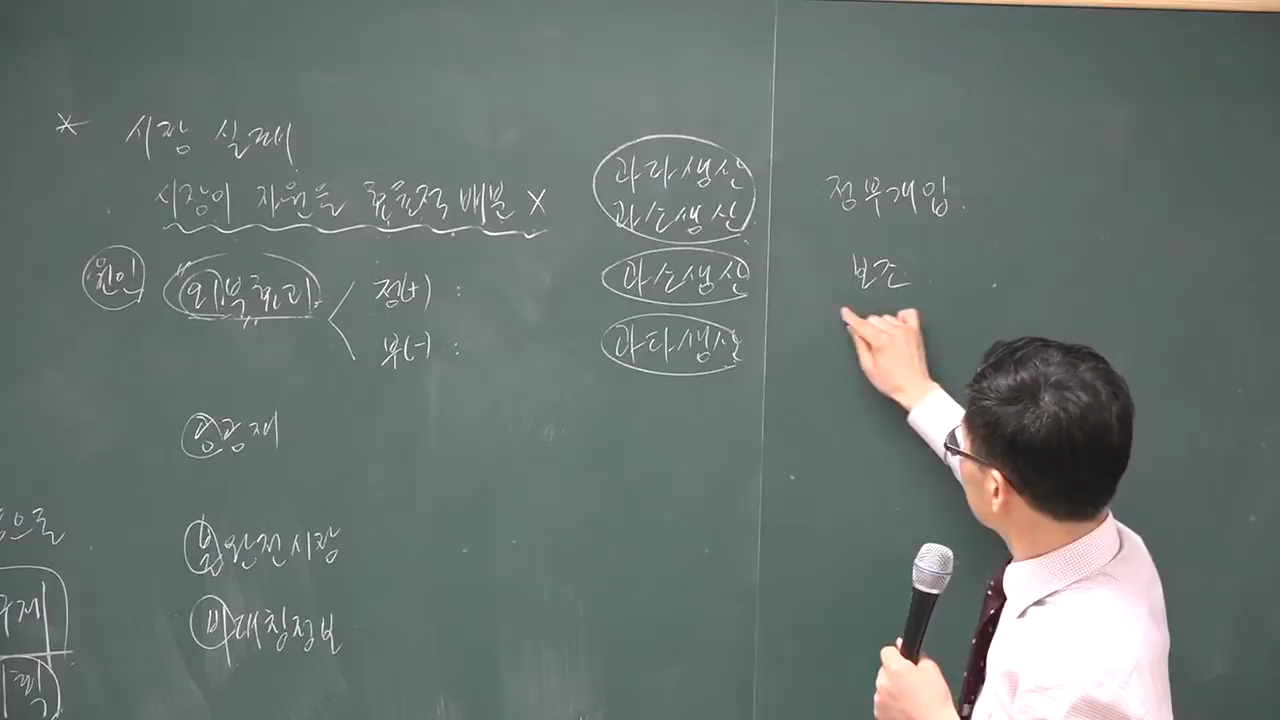 * 시장 실패
시장이 자원을 효율적 배분 X
과다생산
과소생산
정부개입.
원인
"외부효과"
정(+) :
과소생산
보조
부(-) :
과다생산
공공재
불완전시장
비대칭정보
으로